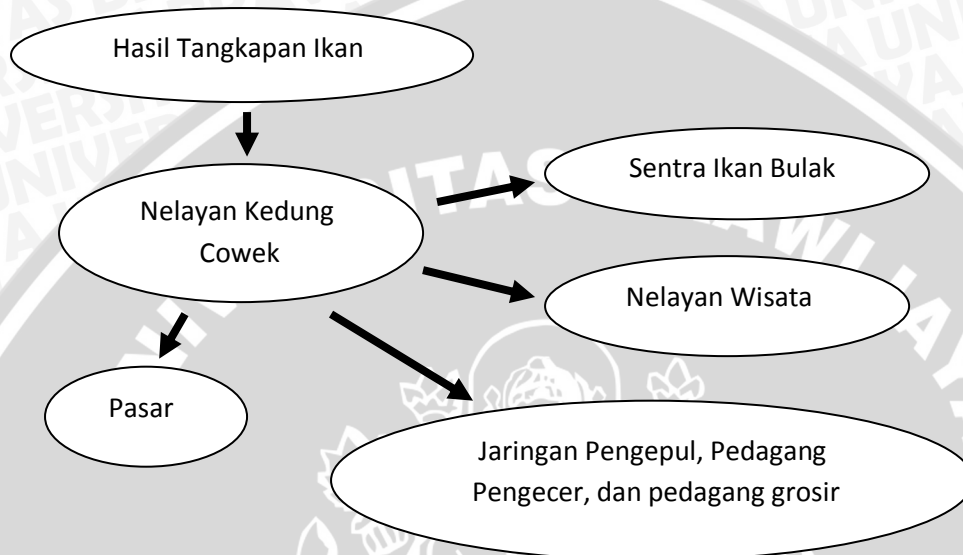 Hasil Tangkapan Ikan
Sentra Ikan Bulak
Nelayan Kedung
Cowek
Nelayan Wisata
Pasar
Jaringan Pengepul, Pedagang
Pengecer, dan pedagang grosir